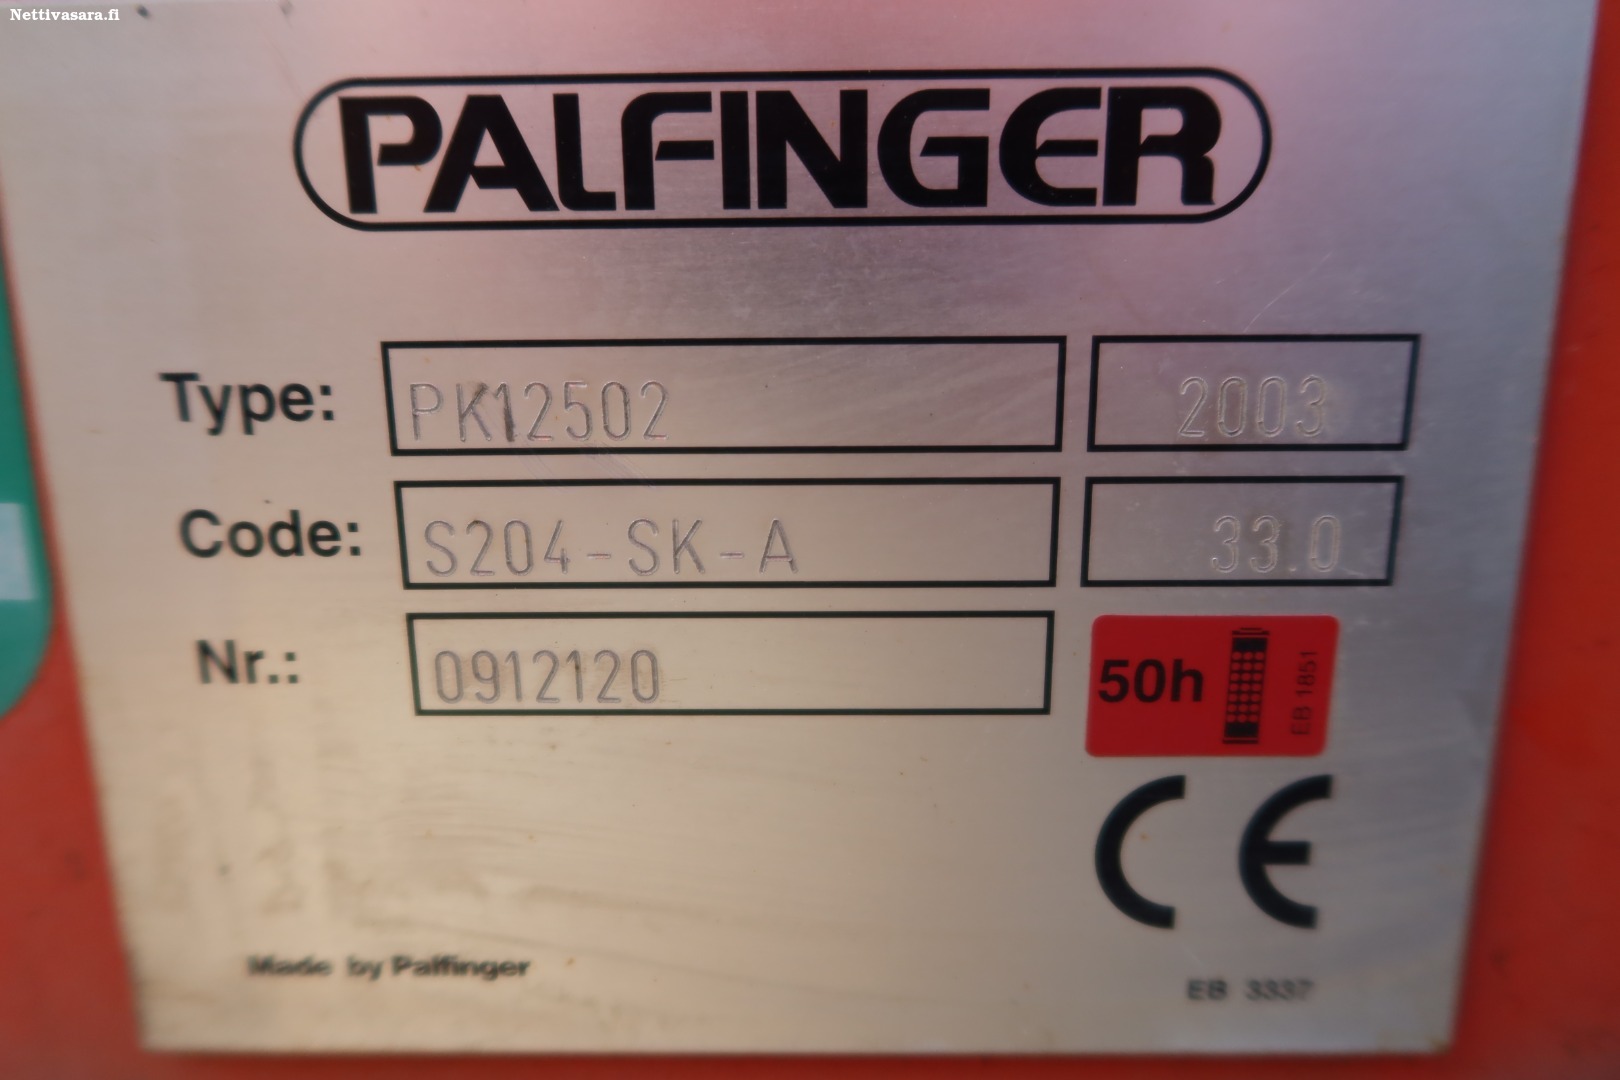 Nettivasara.fi
PALFINGER
Type: PK12502 2003
Code: S204-SK-A 33.0
Nr.: 0912120
50h EB 1851
CE
Made by Palfinger
EB 3337